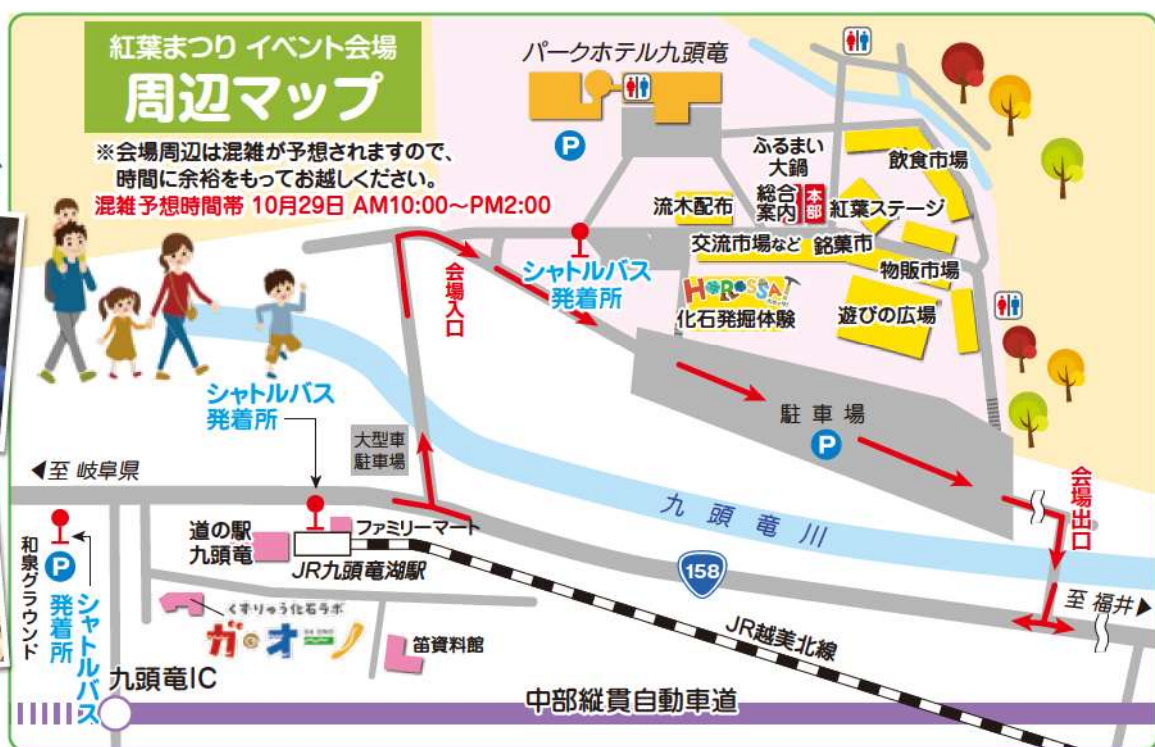 紅葉まつり イベント会場
周辺マップ
※会場周辺は混雑が予想されますので、
時間に余裕をもってお越しください。
混雑予想時間帯 10月29日 AM10:00〜PM2:00
パークホテル九頭竜
P
ふるまい
大鍋
飲食市場
流木配布
総合
案内
本部
紅葉ステージ
交流市場など
銘菓市
物販市場
シャトルバス
発着所
会場入口
HOROSSA!
化石発掘体験
遊びの広場
シャトルバス
発着所
大型車
駐車場
駐車場
P
会場出口
至 岐阜県
九頭竜川
道の駅
九頭竜
ファミリーマート
JR九頭竜湖駅
158
至 福井
和泉グラウンド
P
シャトルバス
発着所
くずりゅう化石ラボ
ガ・オーノ
笛資料館
JR越美北線
九頭竜IC
中部縦貫自動車道